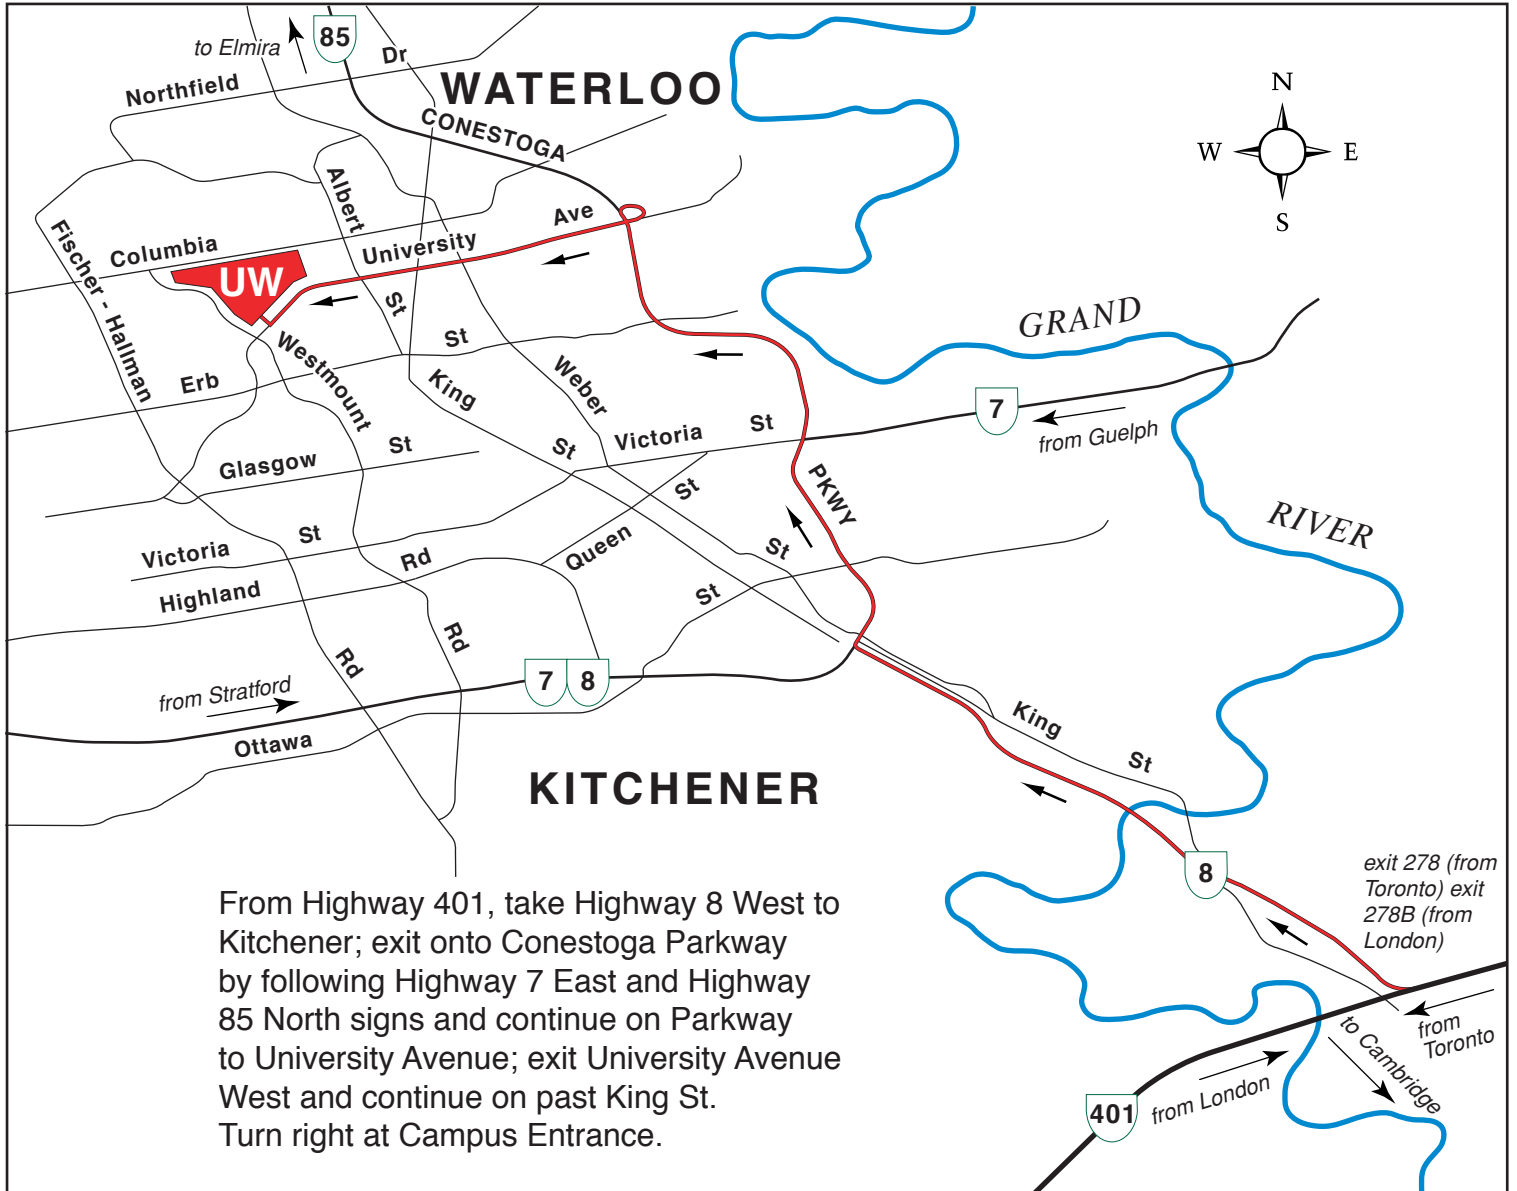 to Elmira
85
Dr
Northfield
WATERLOO
CONESTOGA
N
W
E
S
Albert
St
Ave
University
Columbia
Fischer - Hallman
Rd
UW
Westmount
Rd
St
Erb
King
St
Weber
St
GRAND
RIVER
7
from Guelph
Victoria
St
Glasgow
St
PKWY
St
Queen
Victoria
St
Highland
Rd
St
from Stratford
7
8
Ottawa
King
St
KITCHENER
8
exit 278 (from
Toronto) exit
278B (from
London)
from
Toronto
to Cambridge
from London
401
From Highway 401, take Highway 8 West to
Kitchener; exit onto Conestoga Parkway
by following Highway 7 East and Highway
85 North signs and continue on Parkway
to University Avenue; exit University Avenue
West and continue on past King St.
Turn right at Campus Entrance.